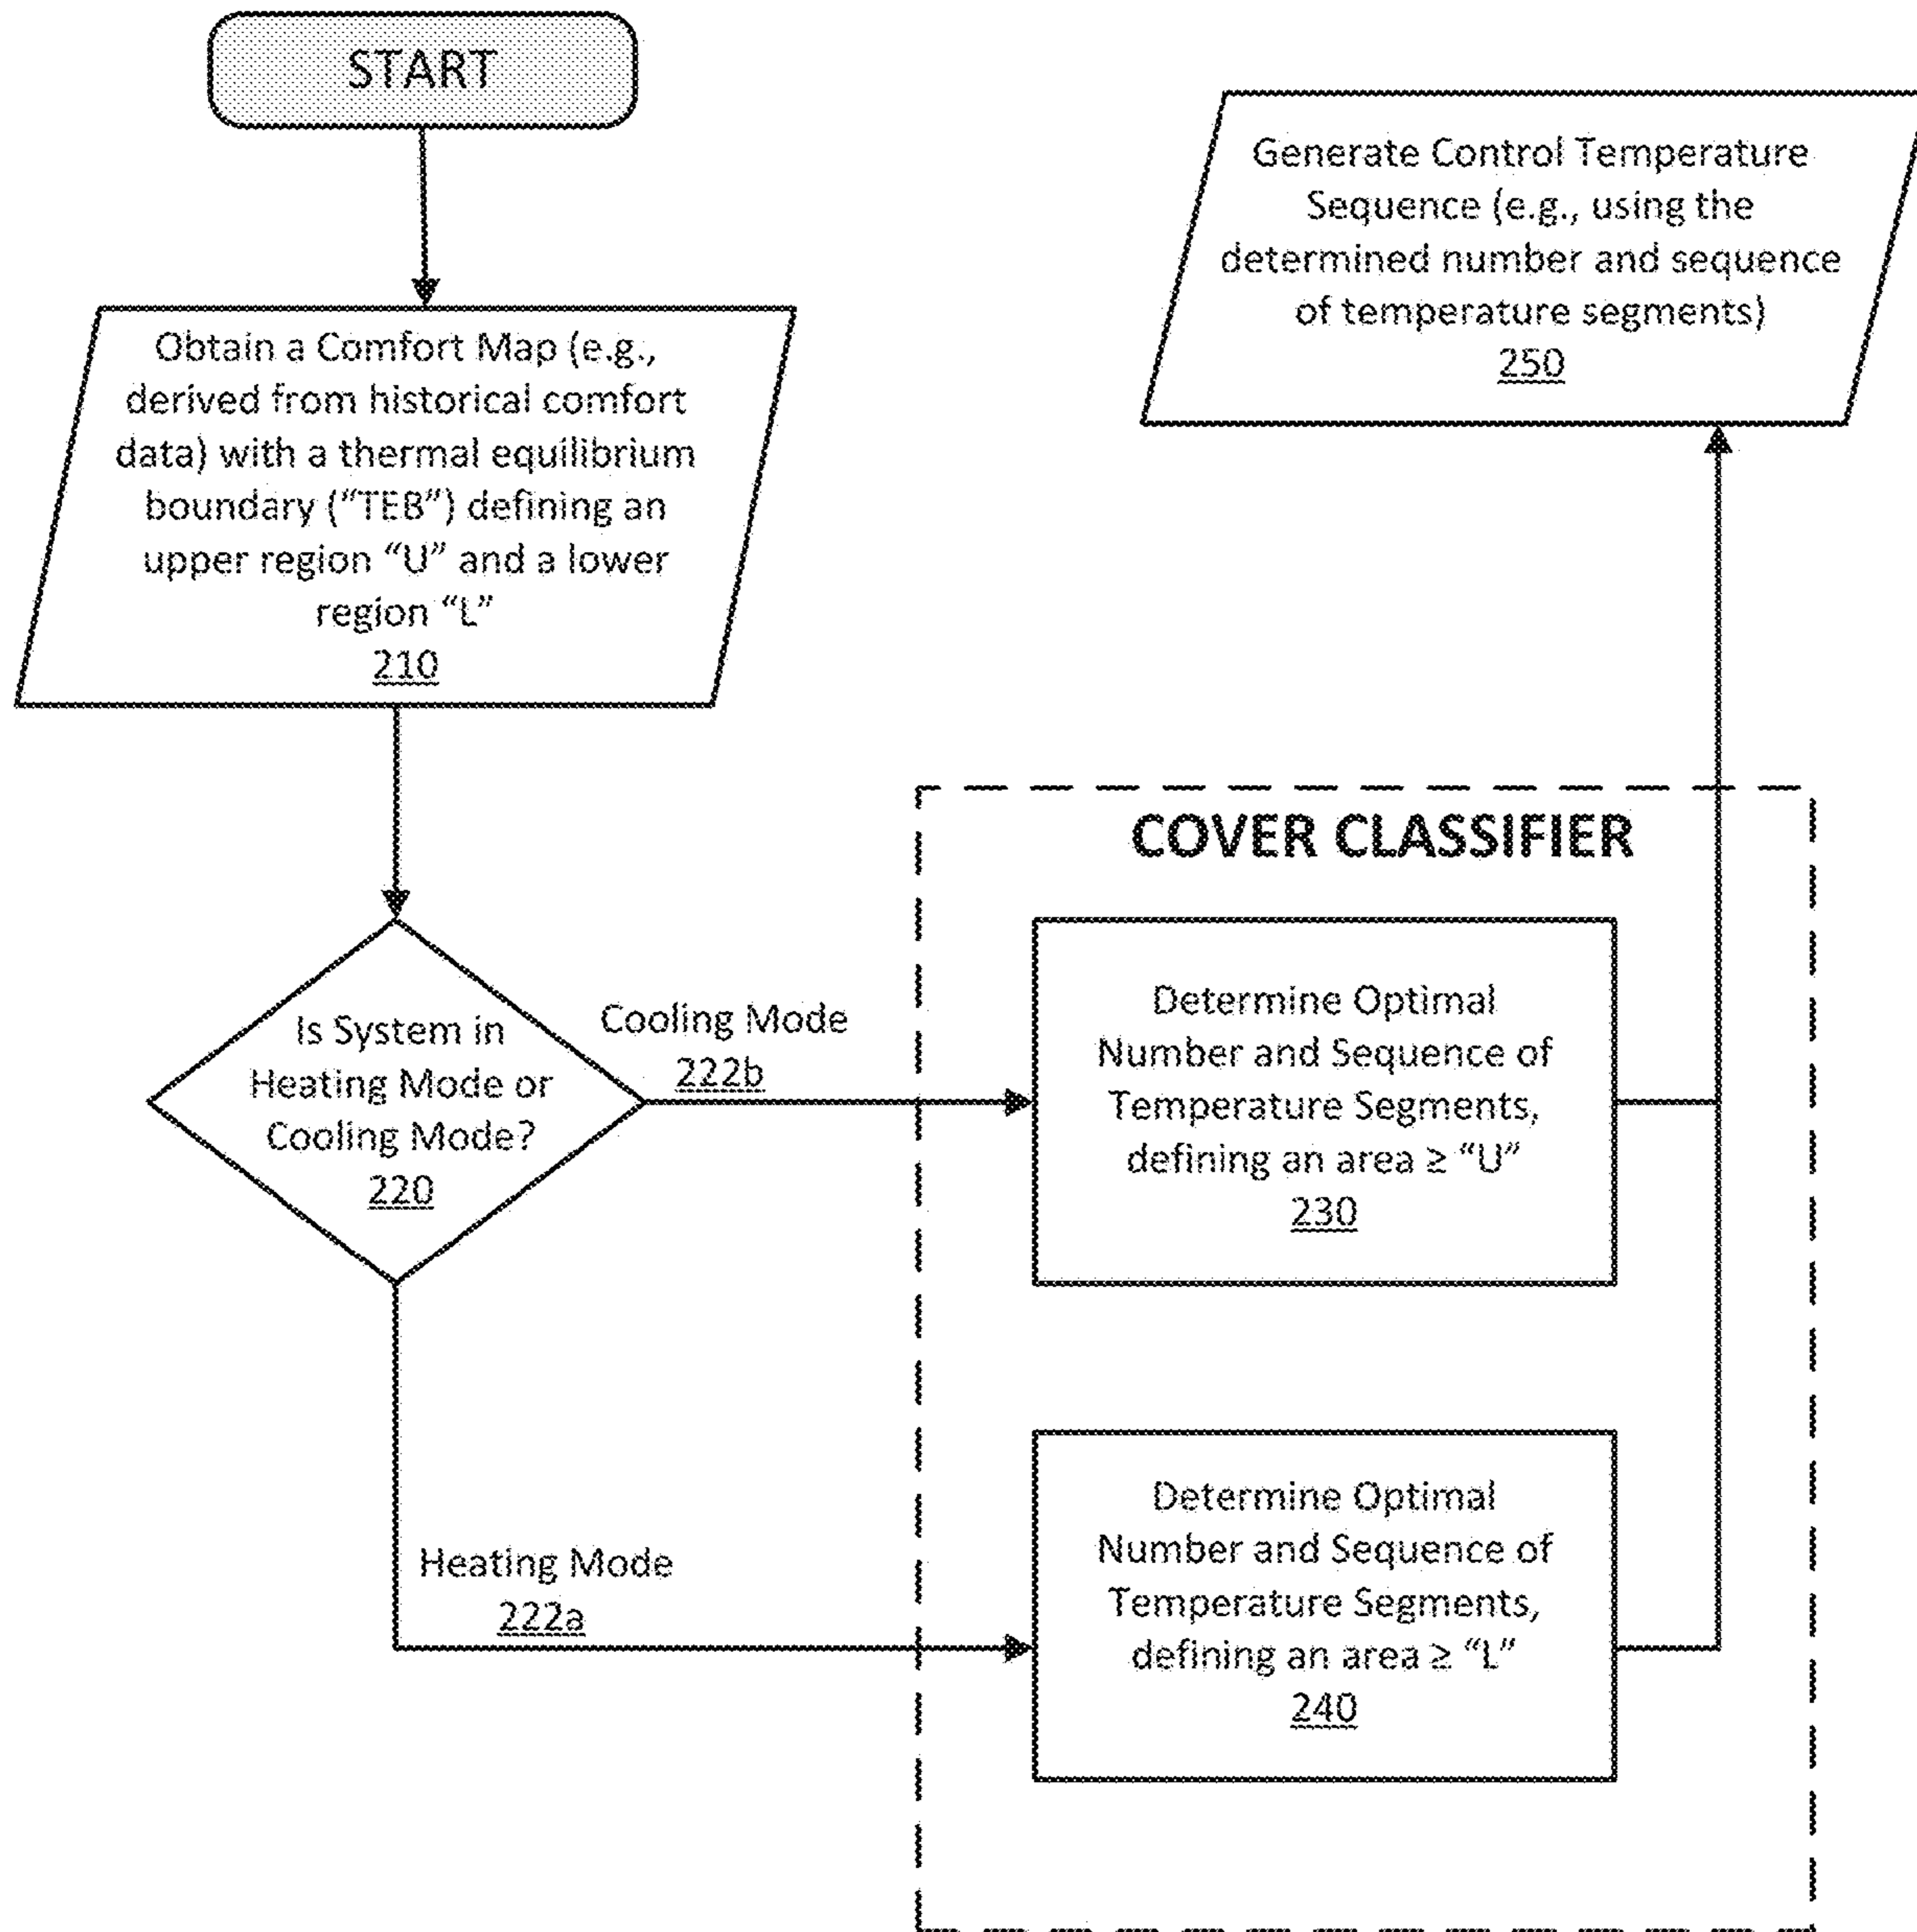 START
Obtain a Comfort Map (e.g.,
derived from historical comfort
data) with a thermal equilibrium
boundary (“TEB”) defining an
upper region “U” and a lower
region “L”
210
Is System in
Heating Mode or
Cooling Mode?
220
Cooling Mode
222b
Heating Mode
222a
COVER CLASSIFIER
Determine Optimal
Number and Sequence of
Temperature Segments,
defining an area ≥ “U”
230
Determine Optimal
Number and Sequence of
Temperature Segments,
defining an area ≥ “L”
240
Generate Control Temperature
Sequence (e.g., using the
determined number and sequence
of temperature segments)
250